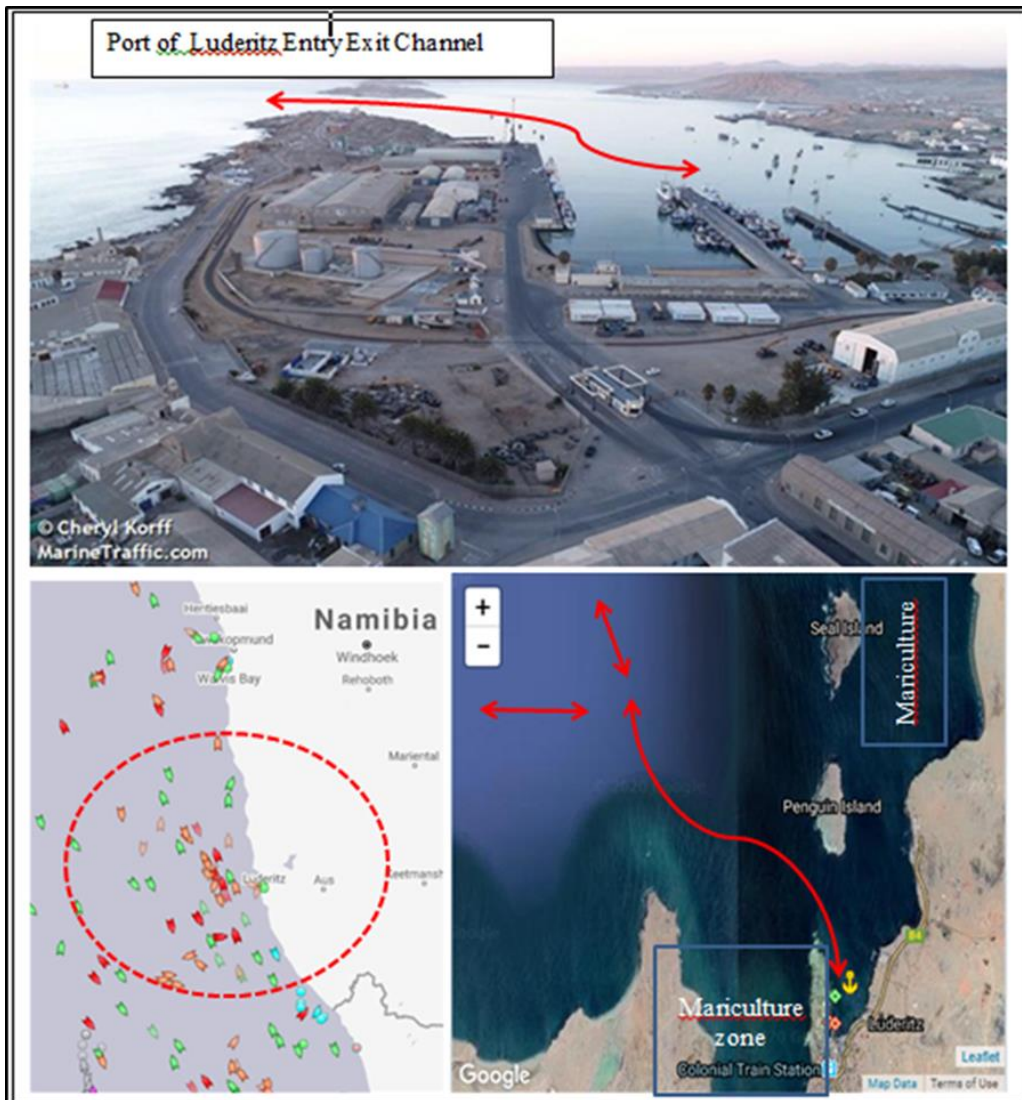 Port of Luderitz Entry Exit Channel
© Cheryl Korff
MarineTraffic.com
Hentiesbaai
Namibia
Windhoek
Walvis Bay
Rehoboth
Mariental
Luderitz
Aus
Keetmansh
+
−
Seal Island
Mariculture
Penguin Island
B4
Mariculture
zone
Luderitz
Colonial Train Station
Google
Leaflet
Map Data
Terms of Use